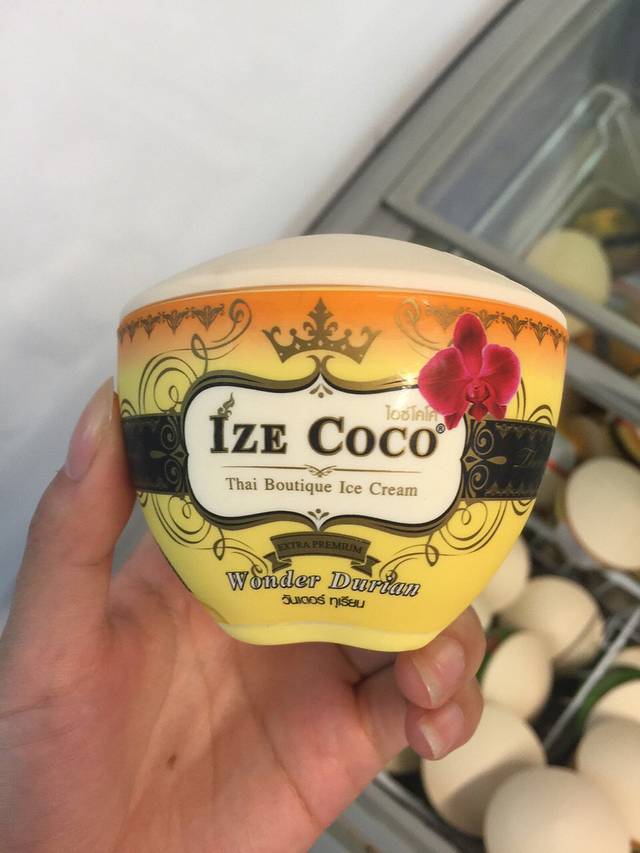 ไอซ์โคโค่
IZE COCO®
Thai Boutique Ice Cream
EXTRA PREMIUM
Wonder Durian
วันเดอร์ ทุเรียน